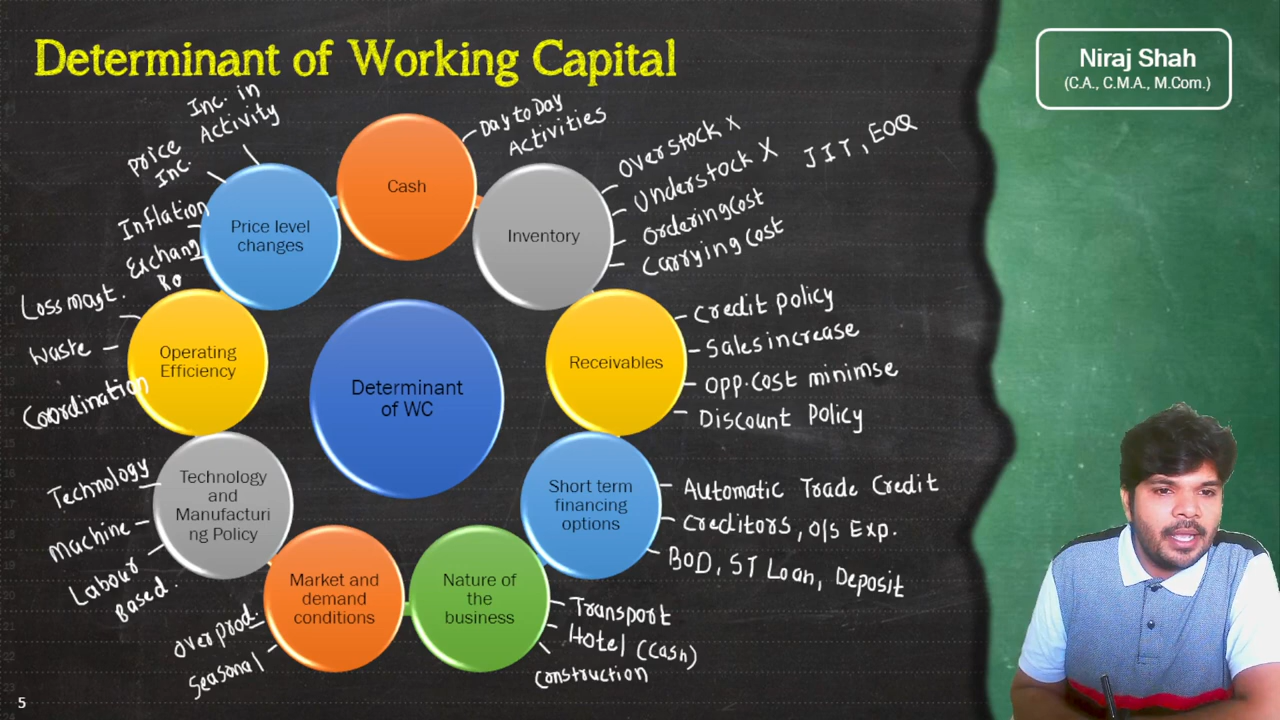 Determinant of Working Capital
Niraj Shah
(C.A., C.M.A., M.Com.)
Cash
Day to Day
Activities
Inventory
Overstock X
Understock X
JIT, EOQ
Ordering Cost
Carrying Cost
Receivables
Credit Policy
Sales increase
Opp. Cost minimse
Discount Policy
Short term
financing
options
Automatic Trade Credit
Creditors, o/s Exp.
BOD, ST Loan, Deposit
Nature of
the
business
Transport
Hotel (Cash)
Construction
Market and
demand
conditions
Over prod.
Seasonal
Technology
and
Manufacturi
ng Policy
Technology
Machine
Labour
Based.
Operating
Efficiency
Loss
Waste
Coordination
Price level
changes
Inc. in
Activity
Price
Inc.
Inflation
Exchang
Determinant
of WC
5